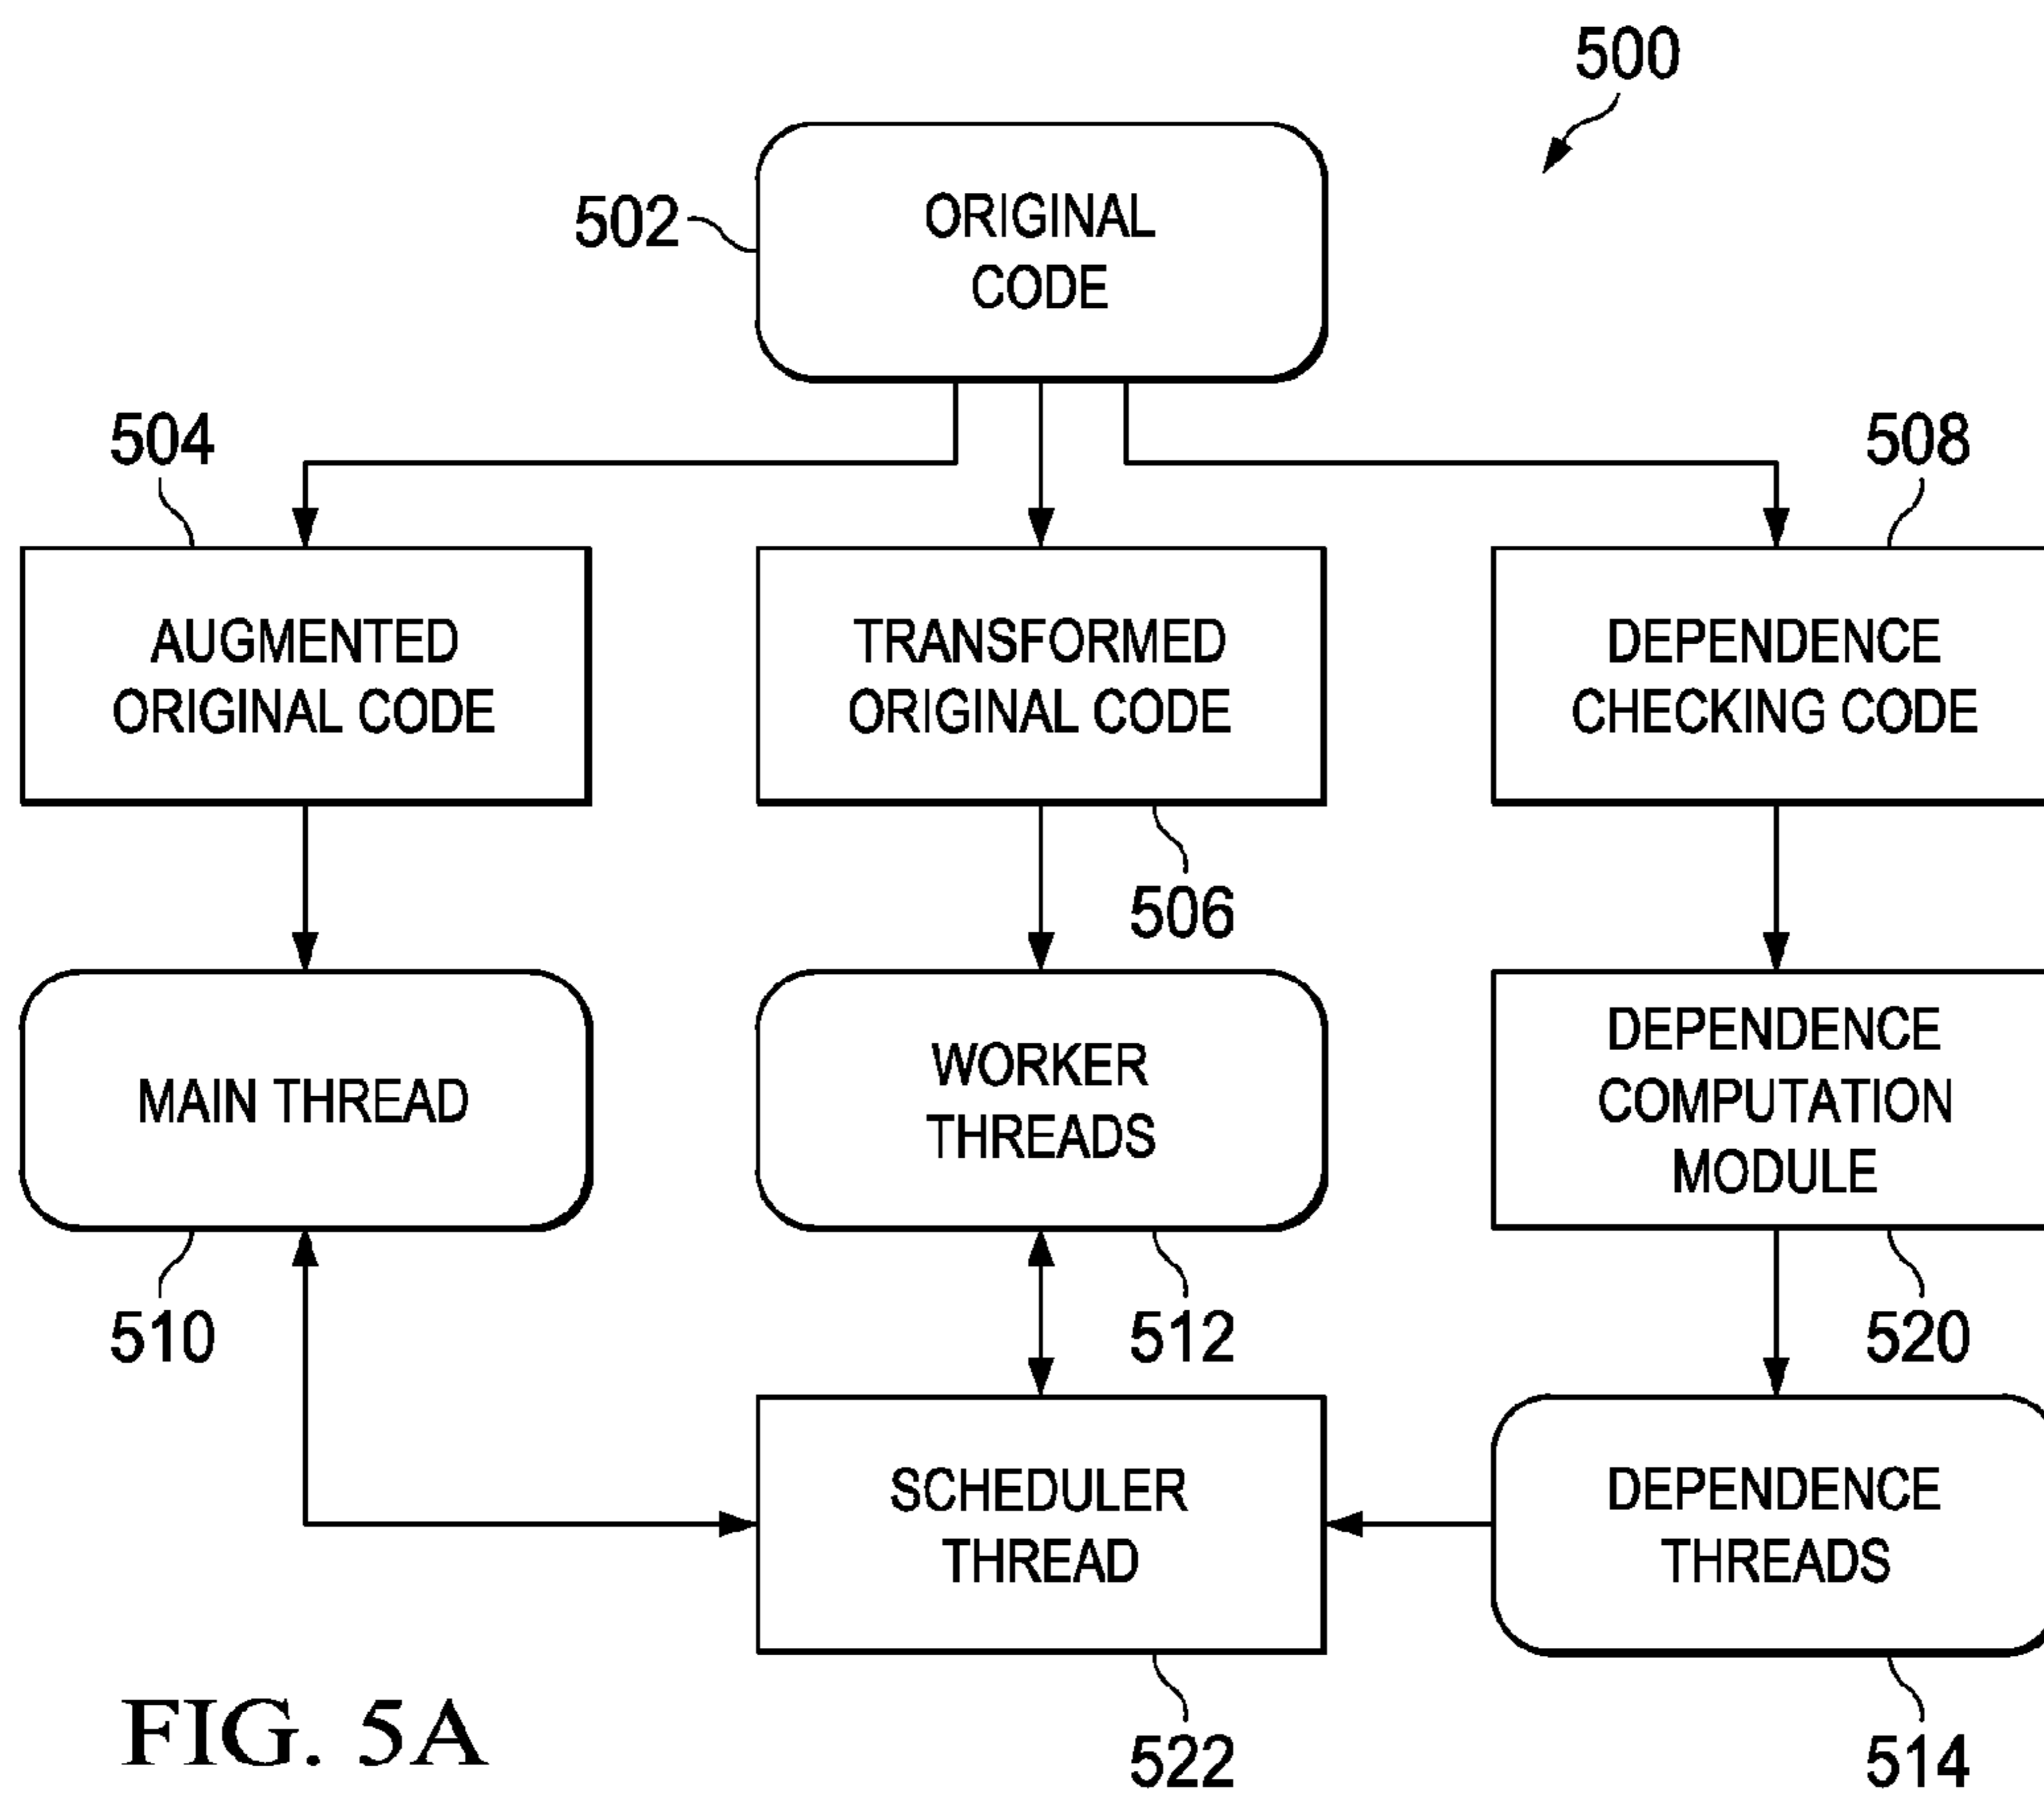 500
502
ORIGINAL
CODE
504
508
AUGMENTED
ORIGINAL CODE
TRANSFORMED
ORIGINAL CODE
DEPENDENCE
CHECKING CODE
506
MAIN THREAD
WORKER
THREADS
DEPENDENCE
COMPUTATION
MODULE
510
512
520
SCHEDULER
THREAD
DEPENDENCE
THREADS
FIG. 5A
522
514